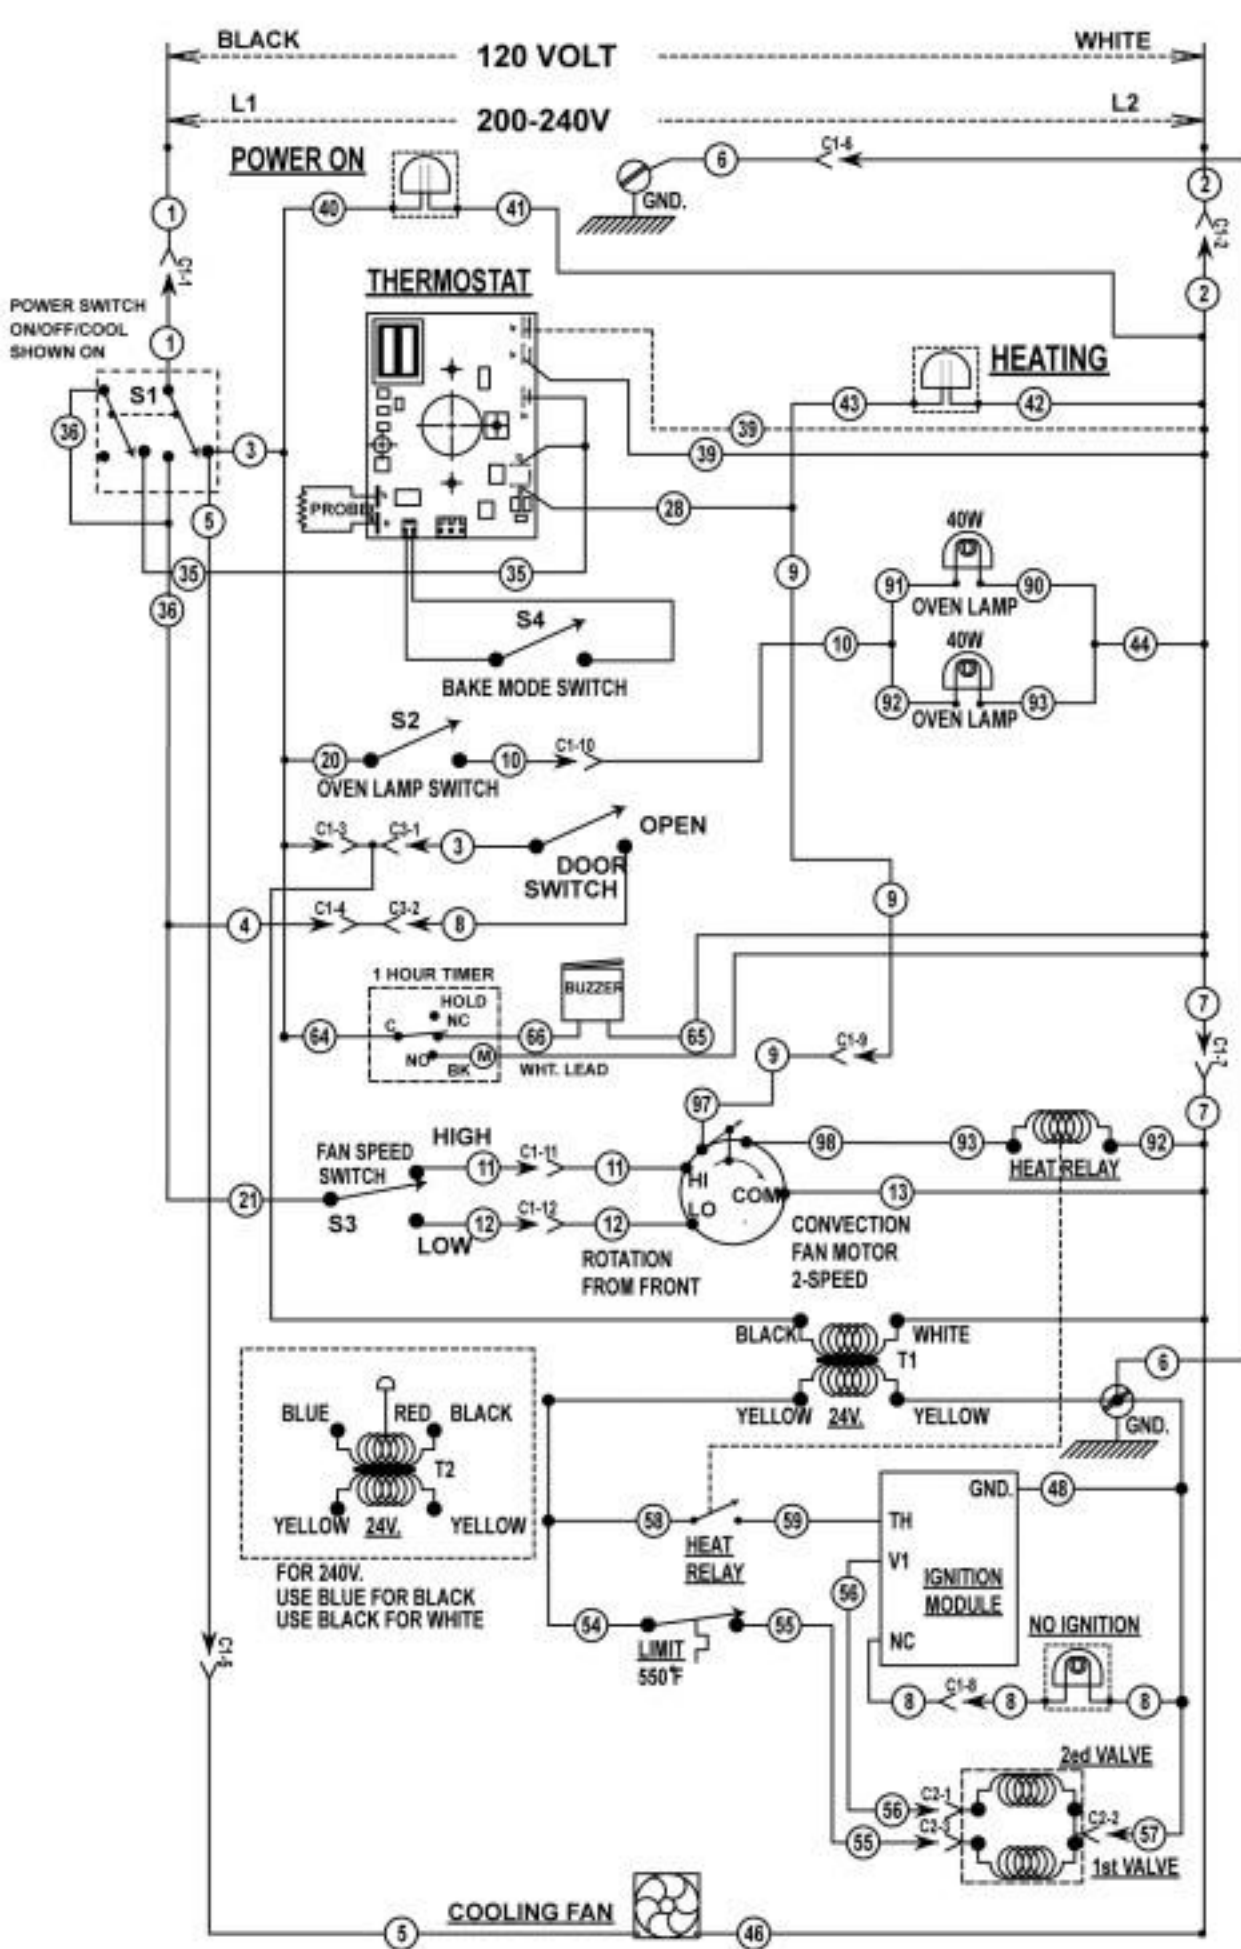 BLACK
120 VOLT
WHITE
L1
200-240V
L2
POWER ON
6
C1-6
GND.
2
1
40
41
C1-1
C1-2
2
THERMOSTAT
POWER SWITCH
ON/OFF/COOL
SHOWN ON
1
HEATING
S1
43
42
36
39
3
39
PROBE
28
5
40W
35
35
9
91
90
OVEN LAMP
36
S4
40W
10
44
BAKE MODE SWITCH
92
93
OVEN LAMP
S2
C1-10
20
10
OVEN LAMP SWITCH
OPEN
C1-3
C3-1
3
DOOR
SWITCH
9
4
C1-4
C3-2
8
1 HOUR TIMER
HOLD
NC
BUZZER
7
C
64
66
65
C1-9
9
C1-7
NO
BK
M
WHT. LEAD
97
7
HIGH
FAN SPEED
SWITCH
C1-11
11
11
98
93
92
HI
HEAT RELAY
21
COM
13
S3
LO
C1-12
12
12
LOW
ROTATION
FROM FRONT
CONVECTION
FAN MOTOR
2-SPEED
BLACK
WHITE
T1
6
YELLOW
24V.
YELLOW
GND.
BLUE
RED
BLACK
T2
YELLOW
24V.
YELLOW
GND.
48
58
59
TH
HEAT
RELAY
V1
FOR 240V.
USE BLUE FOR BLACK
USE BLACK FOR WHITE
56
IGNITION
MODULE
54
55
NO IGNITION
NC
LIMIT
550°F
C1-5
8
C1-8
8
8
2ed VALVE
56
C2-1
C2-2
57
55
C2-3
1st VALVE
COOLING FAN
5
46